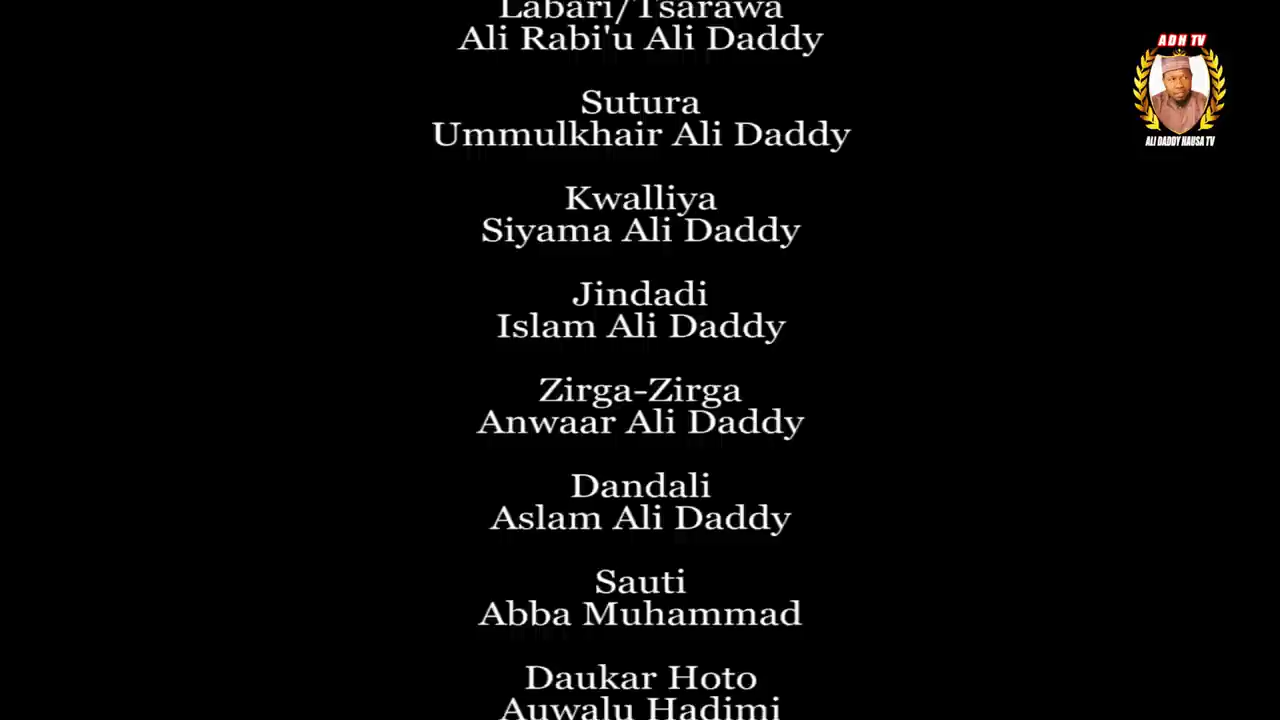 Labari/Tsarawa
Ali Rabi'u Ali Daddy
Sutura
Ummulkhair Ali Daddy
Kwalliya
Siyama Ali Daddy
Jindadi
Islam Ali Daddy
Zirga-Zirga
Anwaar Ali Daddy
Dandali
Aslam Ali Daddy
Sauti
Abba Muhammad
Daukar Hoto
Auwalu Hadimi
ADH TV
ALI DADDY HAUSA TV